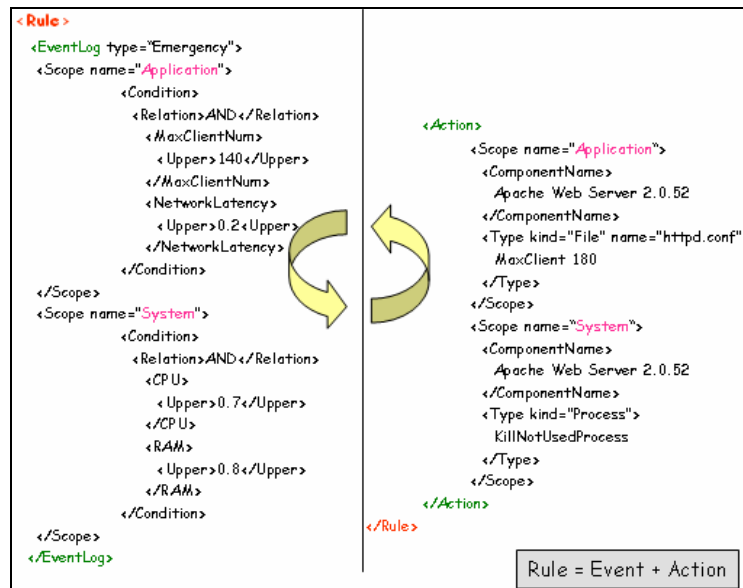 <Rule>
<EventLog type="Emergency">
<Scope name="Application">
<Condition>
<Relation>AND</Relation>
<MaxClientNum>
<Upper>140</Upper>
</MaxClientNum>
<NetworkLatency>
<Upper>0.2<Upper>
</NetworkLatency>
</Condition>
</Scope>
<Scope name="System">
<Condition>
<Relation>AND</Relation>
<CPU>
<Upper>0.7</Upper>
</CPU>
<RAM>
<Upper>0.8</Upper>
</RAM>
</Condition>
</Scope>
</EventLog>
<Action>
<Scope name="Application">
<ComponentName>
Apache Web Server 2.0.52
</ComponentName>
<Type kind="File" name="httpd.conf"
MaxClient 180
</Type>
</Scope>
<Scope name="System">
<ComponentName>
Apache Web Server 2.0.52
</ComponentName>
<Type kind="Process">
KillNotUsedProcess
</Type>
</Scope>
</Action>
</Rule>
Rule = Event + Action